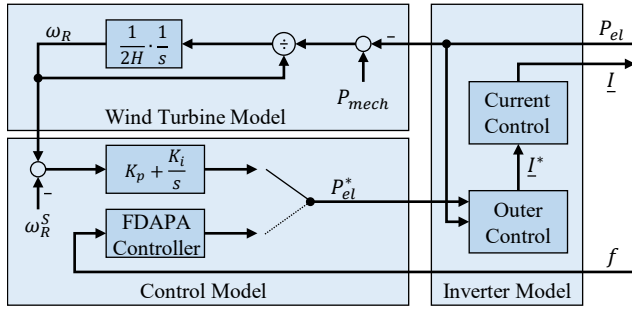 ω_R
1/2H · 1/s
÷
−
P_el
P_mech
I
Current
Control
Wind Turbine Model
K_p + K_i/s
I*
−
ω_R^S
P_el^*
FDAPA
Controller
Outer
Control
f
Control Model
Inverter Model